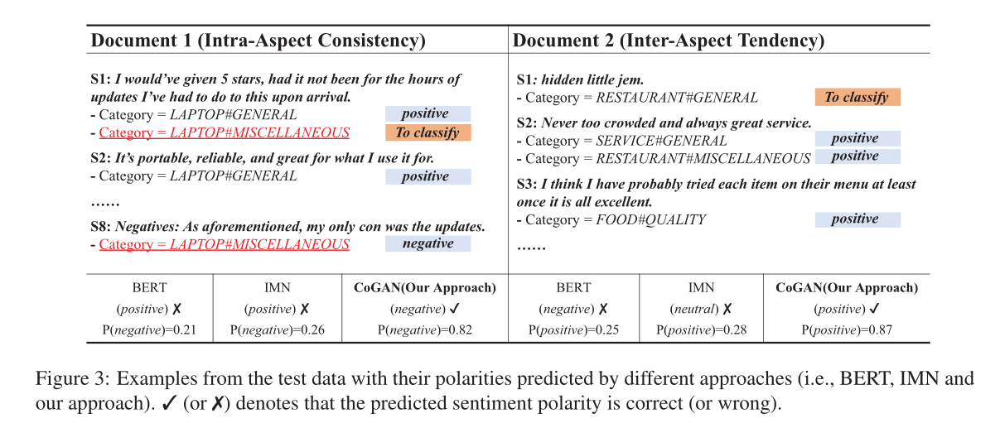 Document 1 (Intra-Aspect Consistency)
S1: I would've given 5 stars, had it not been for the hours of
updates I've had to do to this upon arrival.
- Category = LAPTOP#GENERAL positive
- Category = LAPTOP#MISCELLANEOUS To classify
S2: It's portable, reliable, and great for what I use it for.
- Category = LAPTOP#GENERAL positive
......
S8: Negatives: As aforementioned, my only con was the updates.
- Category = LAPTOP#MISCELLANEOUS negative
Document 2 (Inter-Aspect Tendency)
S1: hidden little jem.
- Category = RESTAURANT#GENERAL To classify
S2: Never too crowded and always great service.
- Category = SERVICE#GENERAL positive
- Category = RESTAURANT#MISCELLANEOUS positive
S3: I think I have probably tried each item on their menu at least
once it is all excellent.
- Category = FOOD#QUALITY positive
......
BERT IMN CoGAN(Our Approach) BERT IMN CoGAN(Our Approach)
(positive) ✗ (positive) ✗ (negative) ✓ (negative) ✗ (neutral) ✗ (positive) ✓
P(negative)=0.21 P(negative)=0.26 P(negative)=0.82 P(positive)=0.25 P(positive)=0.28 P(positive)=0.87
Figure 3: Examples from the test data with their polarities predicted by different approaches (i.e., BERT, IMN and
our approach). ✓ (or ✗) denotes that the predicted sentiment polarity is correct (or wrong).